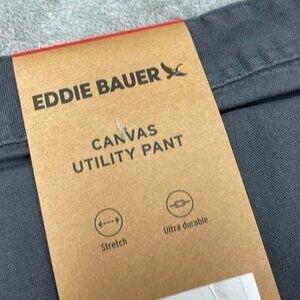 EDDIE BAUER
CANVAS
UTILITY PANT
Stretch
Ultra durable